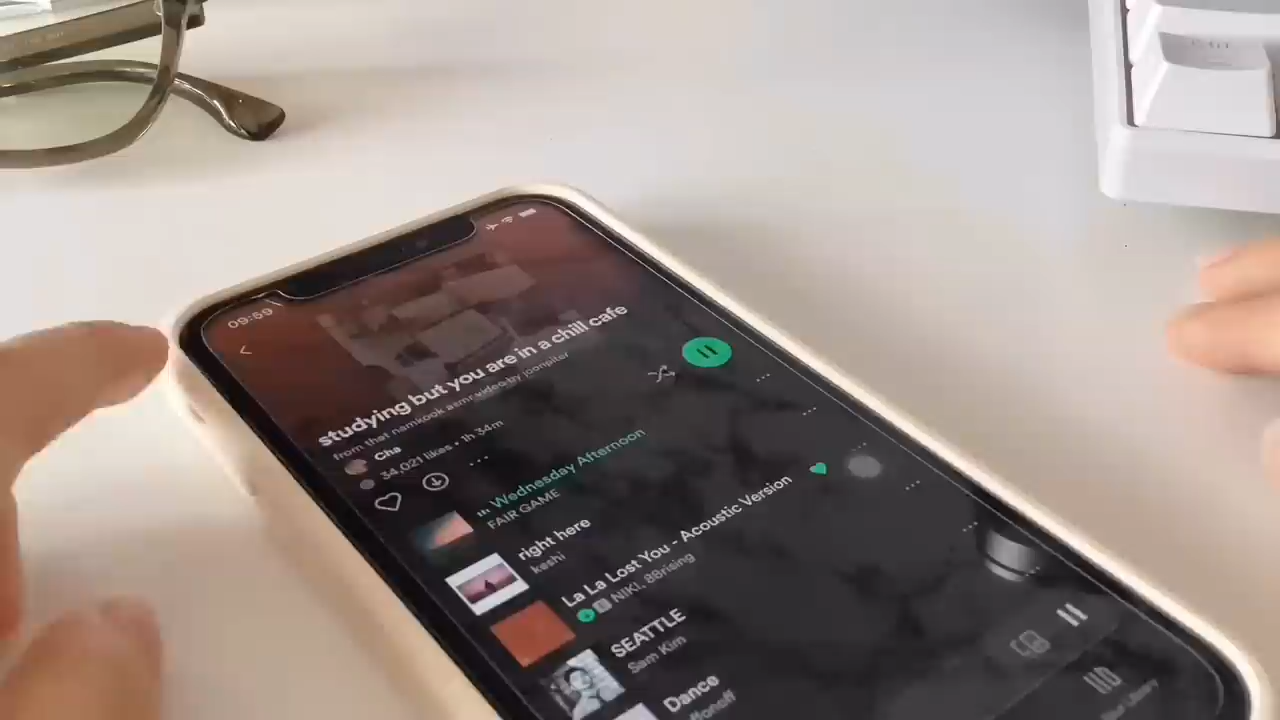 09:59
studying but you are in a chill cafe
from that namkook asmr video by joonpiter
Cha
34,021 likes • 1h 34m
Wednesday Afternoon
FAIR GAME
right here
keshi
La La Lost You - Acoustic Version
E NIKI, 88rising
SEATTLE
Sam Kim
Dance
offonoff